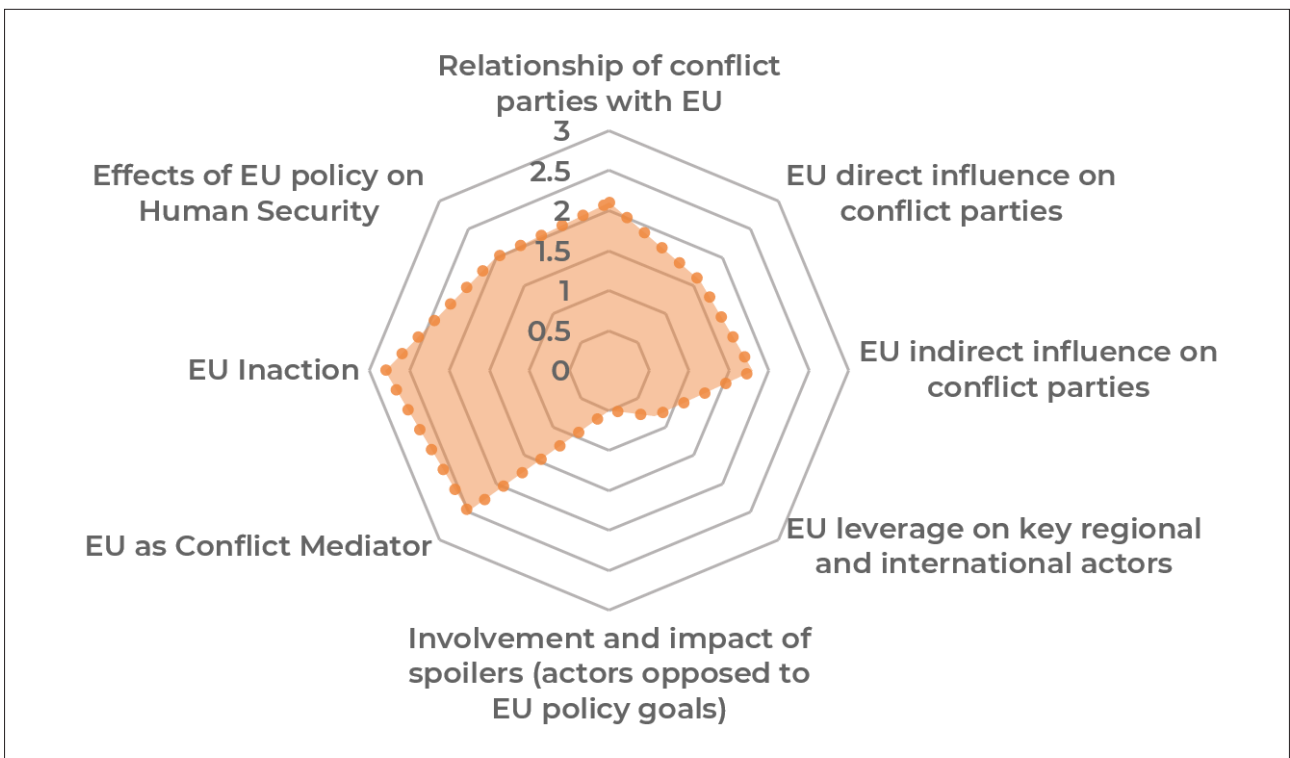 Relationship of conflict
parties with EU
3
2.5
2
1.5
1
0.5
0
EU direct influence on
conflict parties
EU indirect influence on
conflict parties
EU leverage on key regional
and international actors
Involvement and impact of
spoilers (actors opposed to
EU policy goals)
EU as Conflict Mediator
EU Inaction
Effects of EU policy on
Human Security